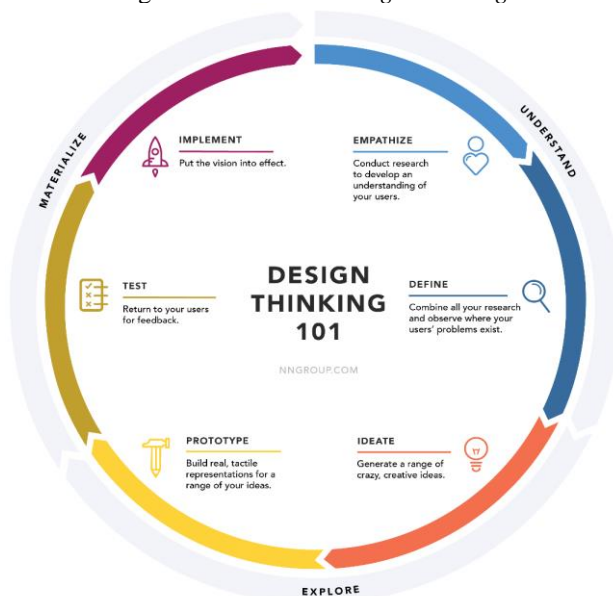 DESIGN
THINKING
101
NNGROUP.COM
UNDERSTAND
EMPATHIZE
Conduct research
to develop an
understanding of
your users.
DEFINE
Combine all your research
and observe where your
users' problems exist.
EXPLORE
IDEATE
Generate a range of
crazy, creative ideas.
PROTOTYPE
Build real, tactile
representations for a
range of your ideas.
MATERIALIZE
TEST
Return to your users
for feedback.
IMPLEMENT
Put the vision into effect.